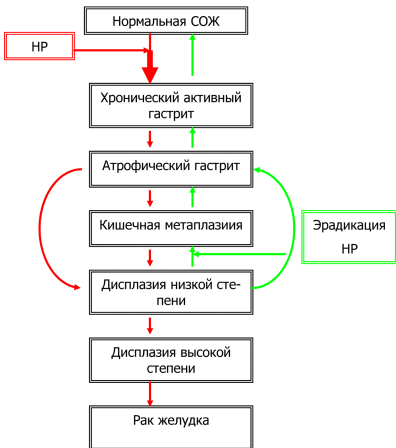 Нормальная СОЖ
НР
Хронический активный
гастрит
Атрофический гастрит
Кишечная метаплазиия
Эрадикация
НР
Дисплазия низкой сте-
пени
Дисплазия высокой
степени
Рак желудка